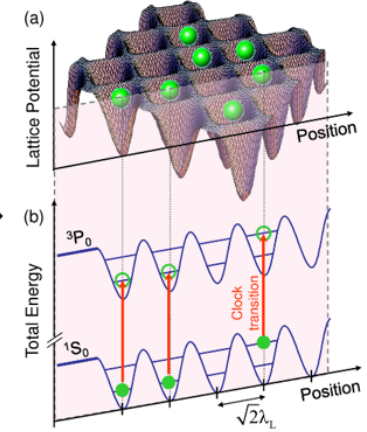 (a)
Lattice Potential
Position
(b)
³P₀
Total Energy
Clock
transition
¹S₀
Position
√2λ_L